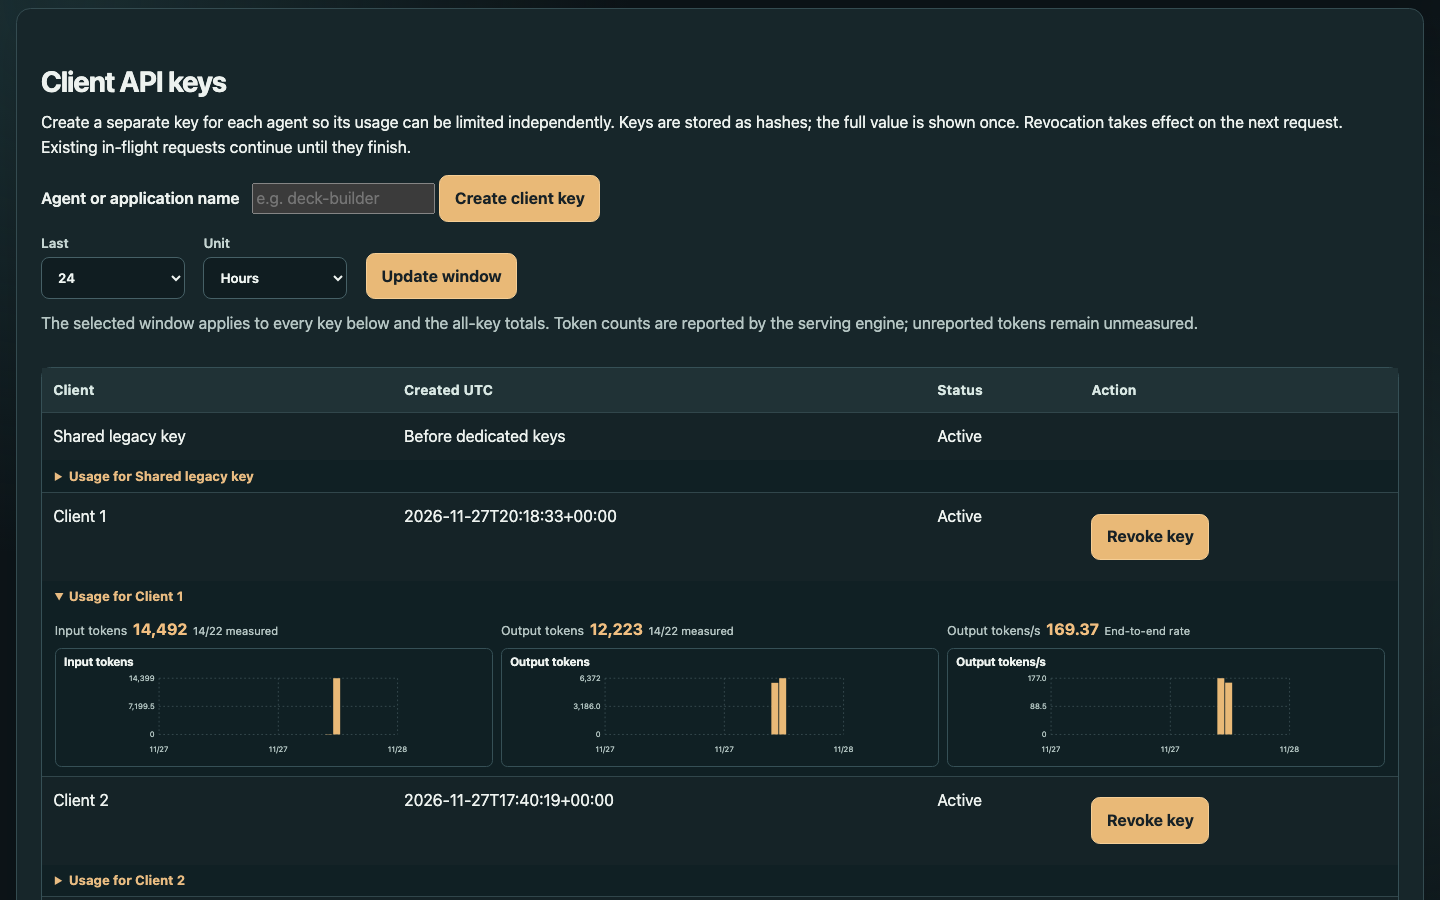 Client API keys
Create a separate key for each agent so its usage can be limited independently. Keys are stored as hashes; the full value is shown once. Revocation takes effect on the next request.
Existing in-flight requests continue until they finish.
Agent or application name e.g. deck-builder Create client key
Last Unit
24 Hours Update window
The selected window applies to every key below and the all-key totals. Token counts are reported by the serving engine; unreported tokens remain unmeasured.
Client Created UTC Status Action
Shared legacy key Before dedicated keys Active
Usage for Shared legacy key
Client 1 2026-11-27T20:18:33+00:00 Active Revoke key
Usage for Client 1
Input tokens 14,492 14/22 measured Output tokens 12,223 14/22 measured Output tokens/s 169.37 End-to-end rate
Input tokens
14,399
7,199.5
0
11/27 11/27 11/28
Output tokens
6,372
3,186.0
0
11/27 11/27 11/28
Output tokens/s
177.0
88.5
0
11/27 11/27 11/28
Client 2 2026-11-27T17:40:19+00:00 Active Revoke key
Usage for Client 2